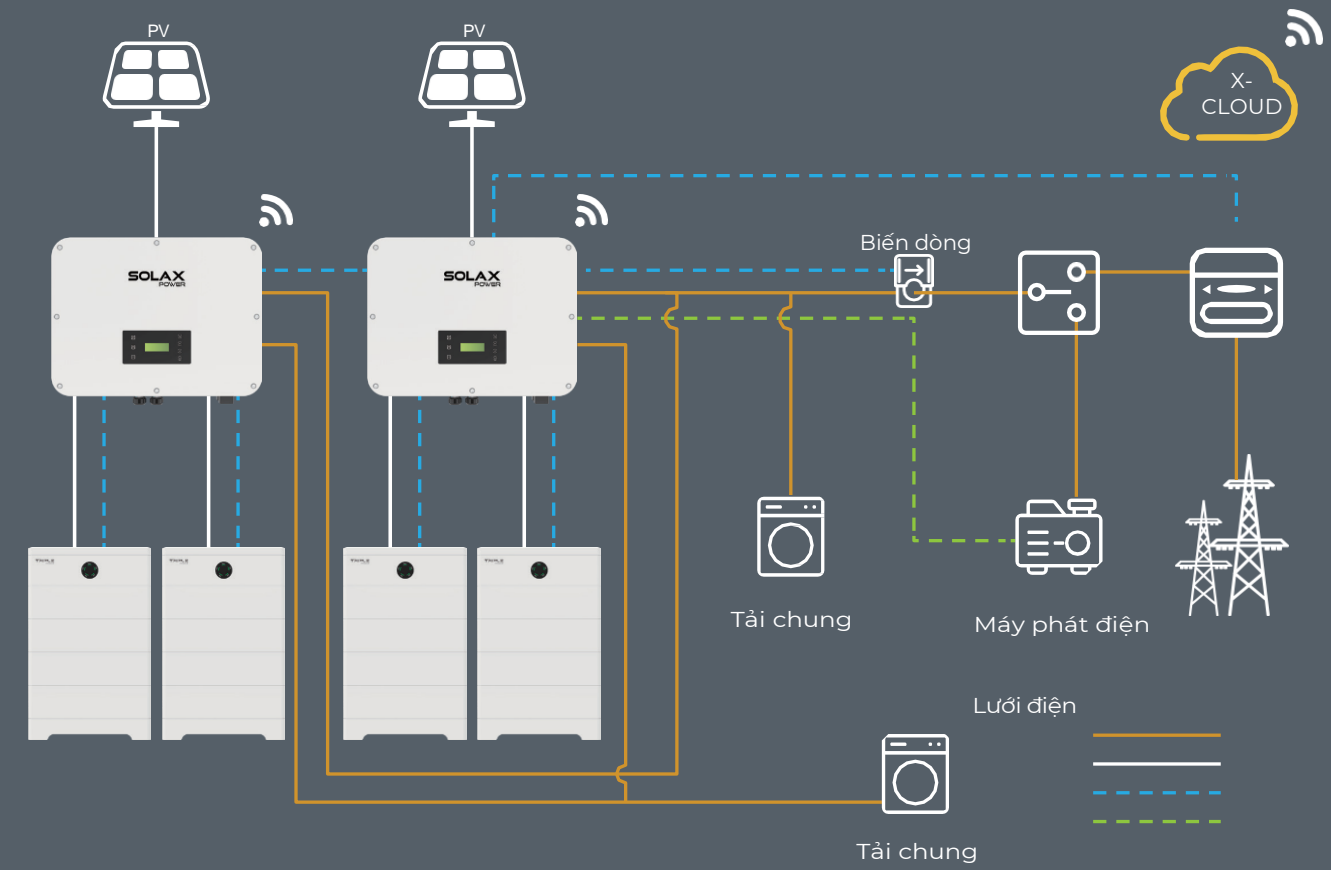 PV
PV
X-
CLOUD
Biến dòng
SOLAX
POWER
SOLAX
POWER
Tải chung
Máy phát điện
Lưới điện
Tải chung